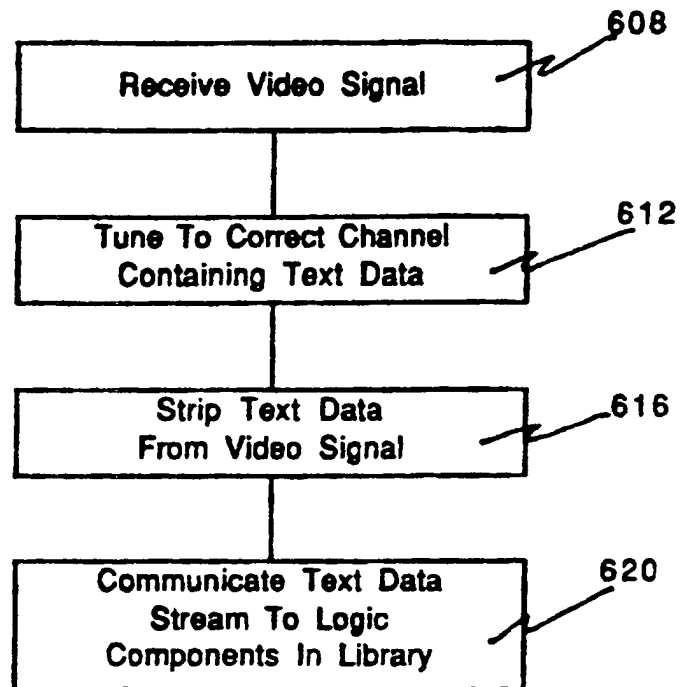 608
Receive Video Signal
612
Tune To Correct Channel
Containing Text Data
616
Strip Text Data
From Video Signal
620
Communicate Text Data
Stream To Logic
Components In Library